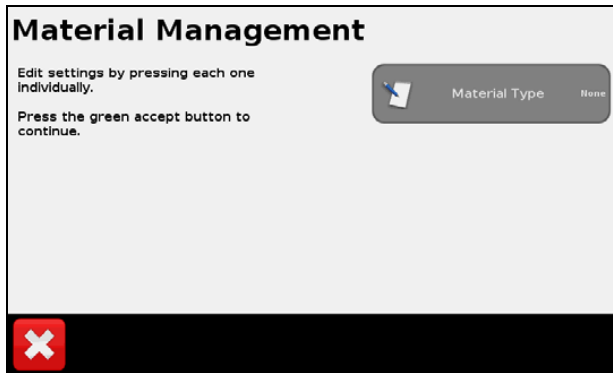 Material Management
Edit settings by pressing each one
individually.
Press the green accept button to
continue.
Material Type None